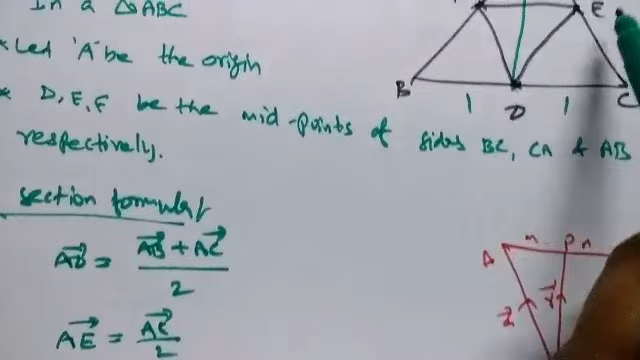 In a △ABC
* Let 'A' be the origin
* D, E, F be the mid-points of sides BC, CA & AB
respectively.
section formula
AD→ = (AB→ + AC→)/2
AE→ = AC→/2
E
B
D
C
1
1
A
m
P
n
r→